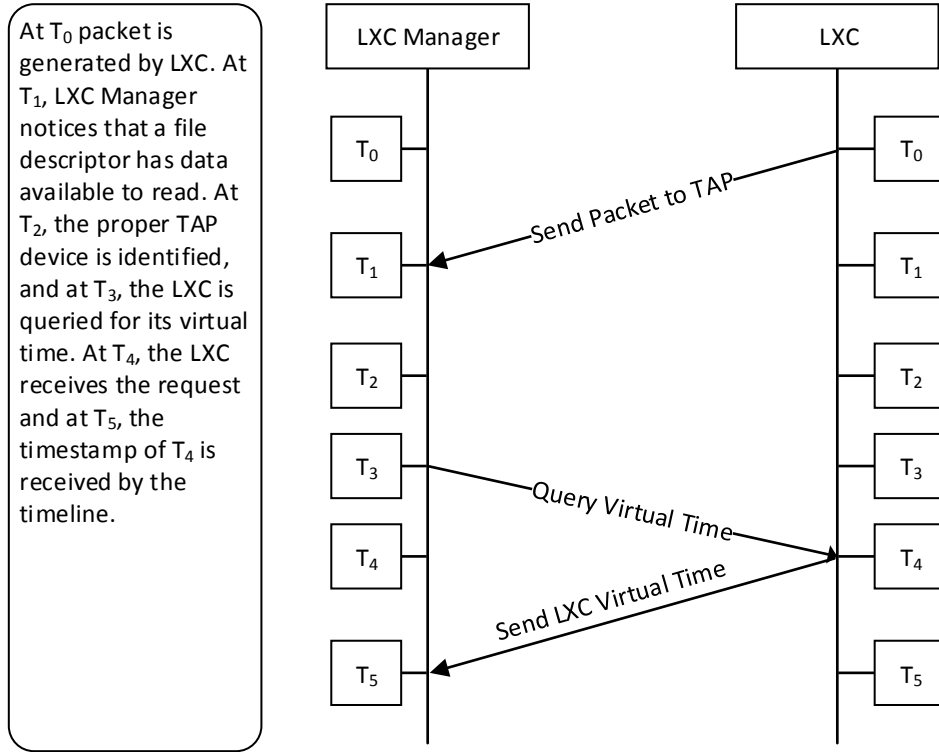 At T₀ packet is
generated by LXC. At
T₁, LXC Manager
notices that a file
descriptor has data
available to read. At
T₂, the proper TAP
device is identified,
and at T₃, the LXC is
queried for its virtual
time. At T₄, the LXC
receives the request
and at T₅, the
timestamp of T₄ is
received by the
timeline.
LXC Manager
LXC
T₀
T₀
Send Packet to TAP
T₁
T₁
T₂
T₂
T₃
T₃
Query Virtual Time
T₄
T₄
Send LXC Virtual Time
T₅
T₅